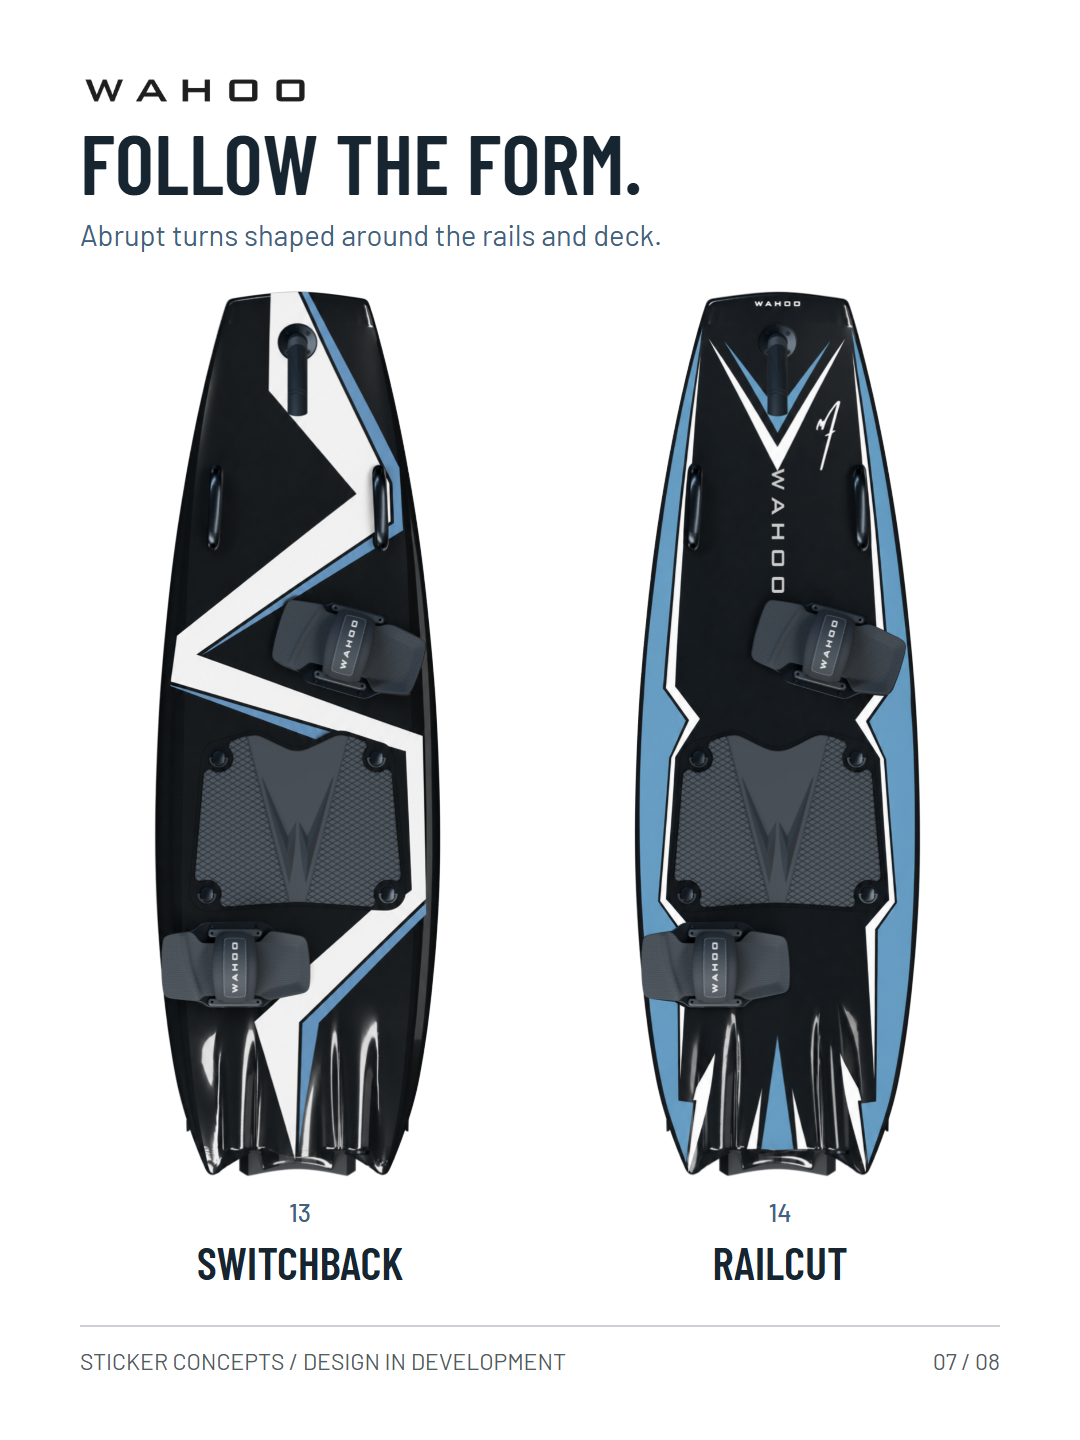 WAHOO
FOLLOW THE FORM.
Abrupt turns shaped around the rails and deck.
WAHOO
WAHOO
WAHOO
WAHOO
WAHOO
WAHOO
13
14
SWITCHBACK
RAILCUT
STICKER CONCEPTS / DESIGN IN DEVELOPMENT
07 / 08